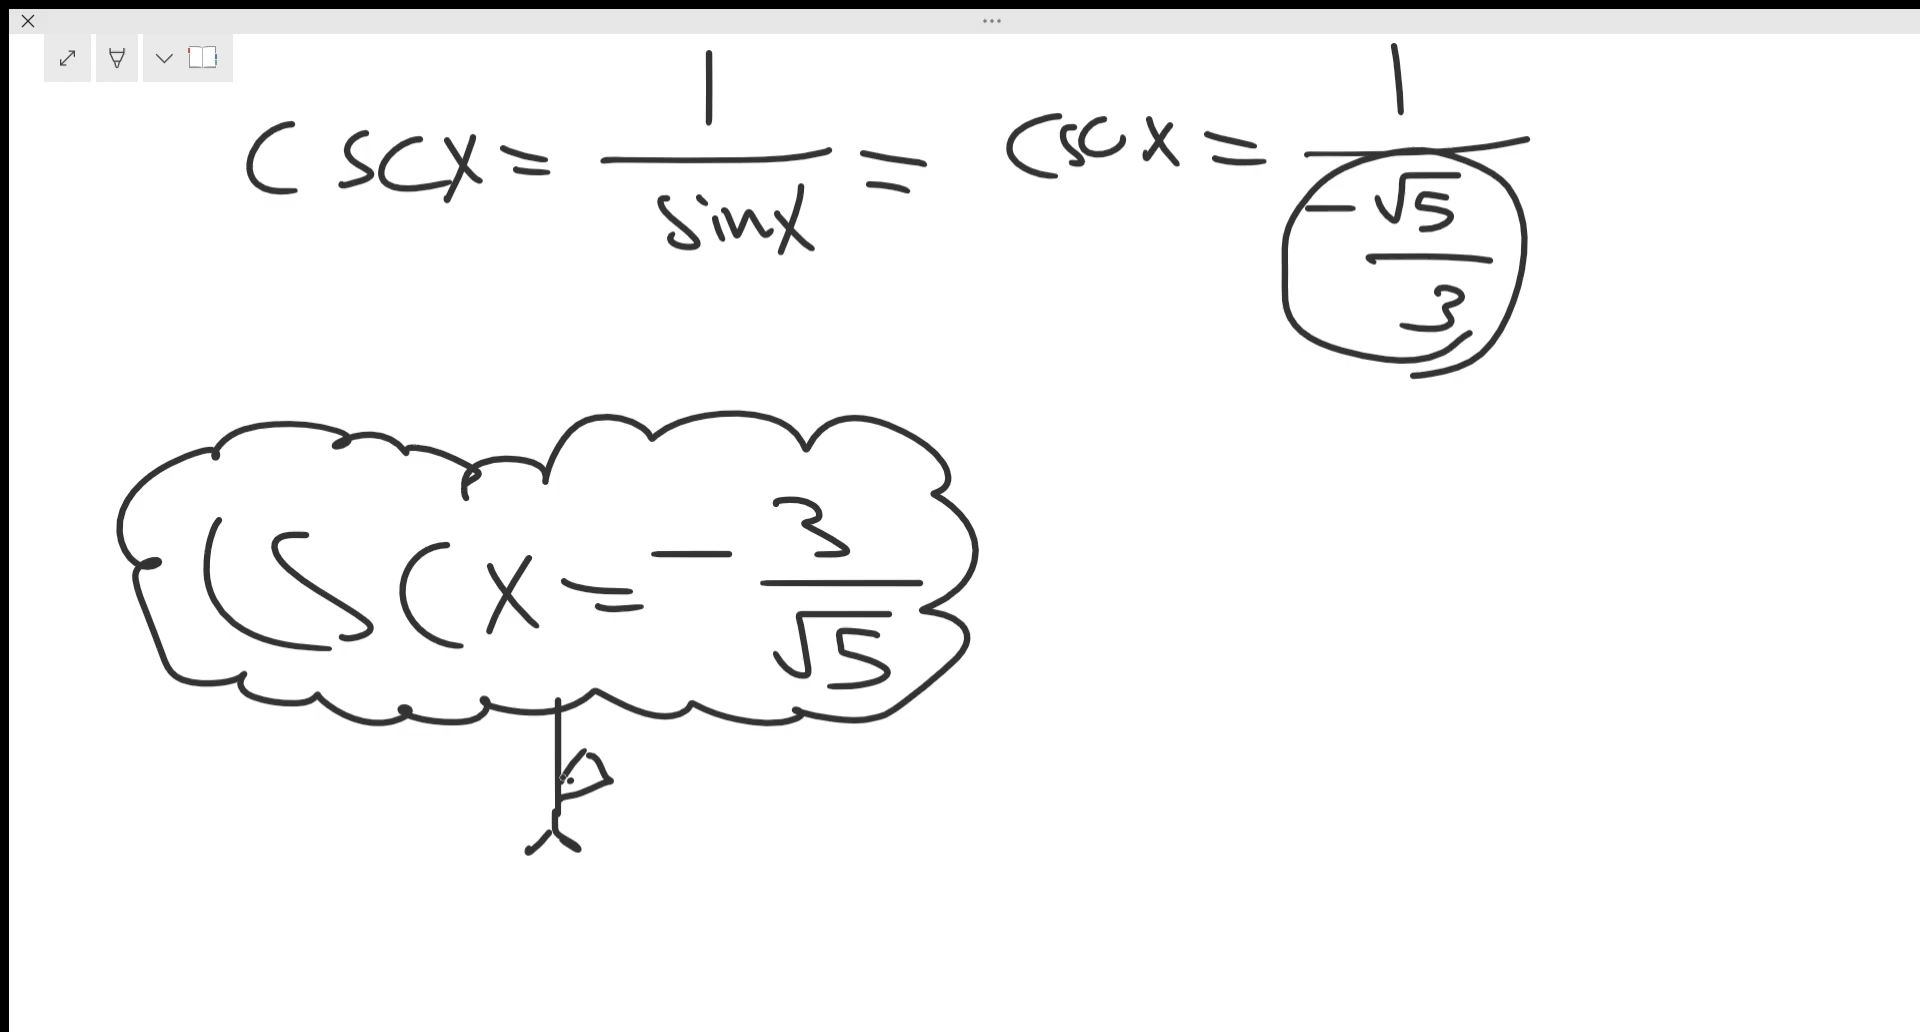 csc x = 1/sin x = csc x = 1/(-√5/3)
csc x = - 3/√5